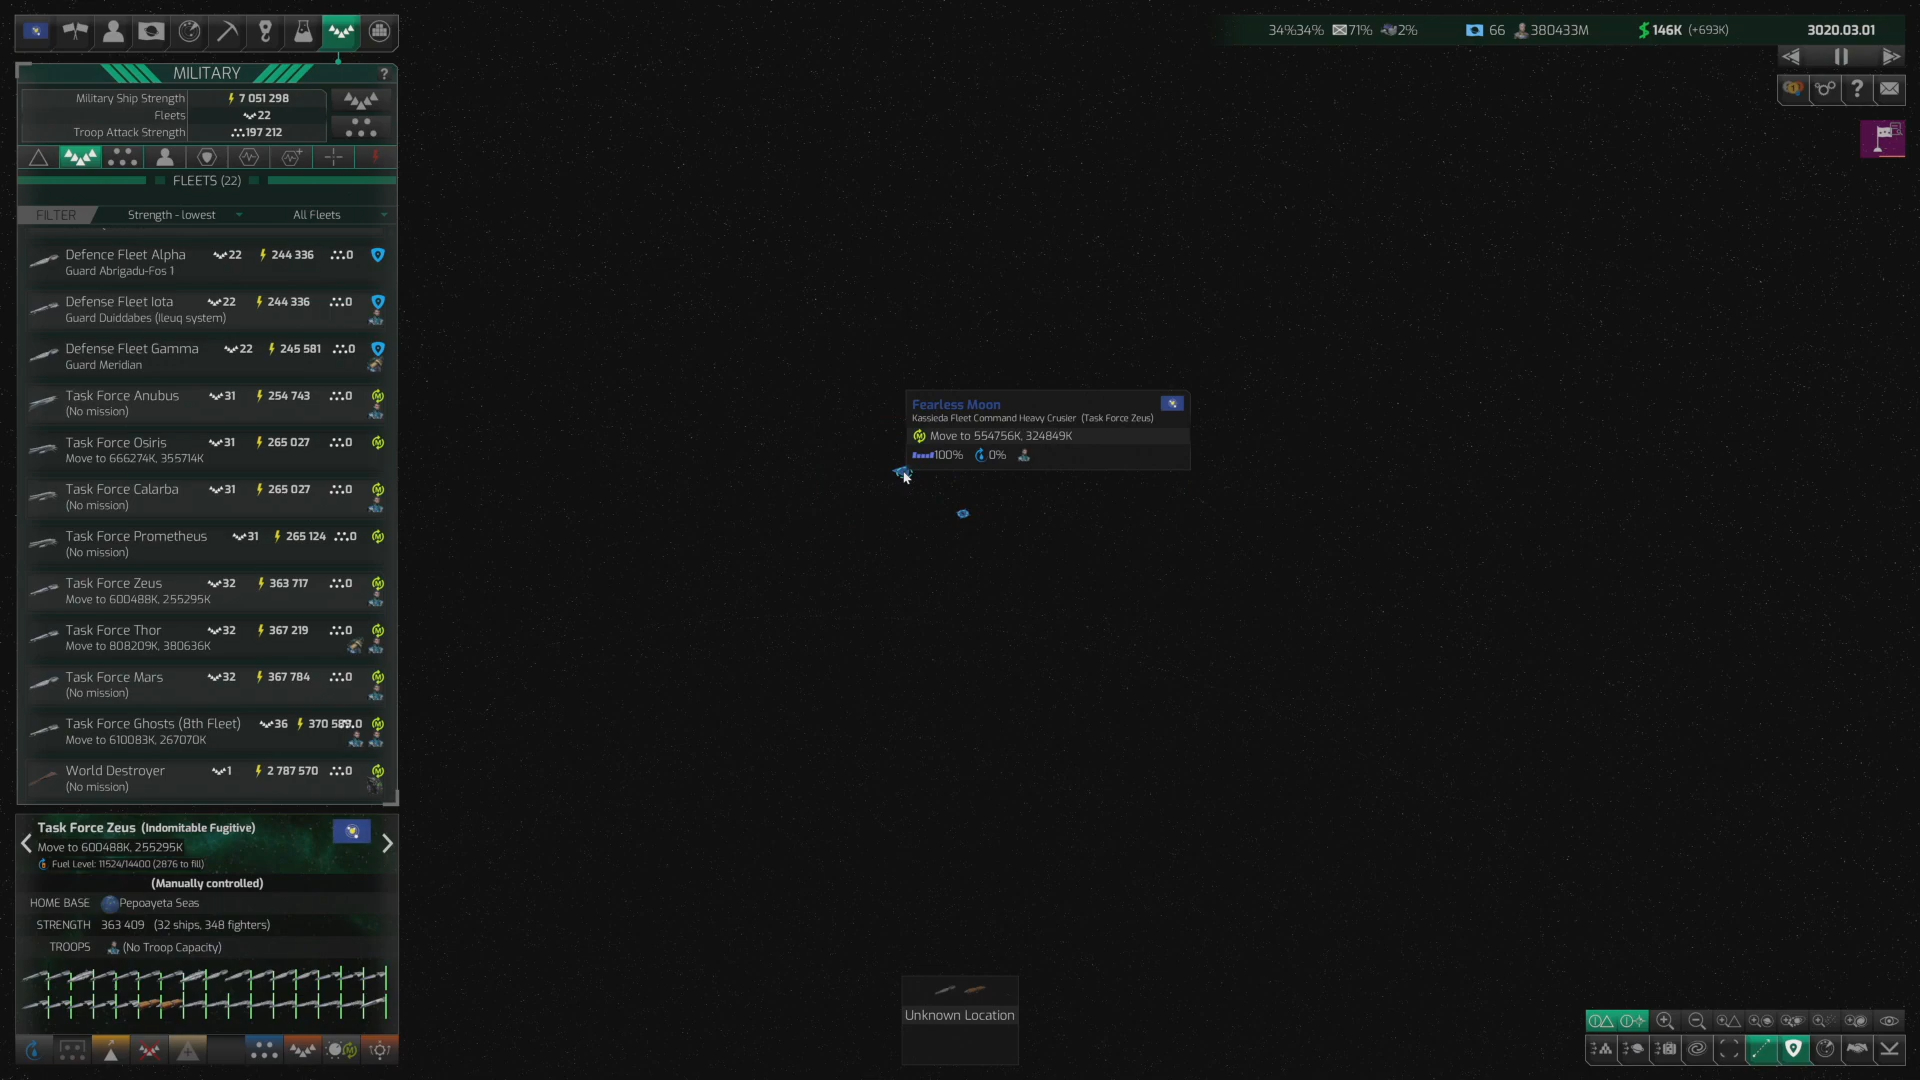 34%34% 71% 2% 66 380433M $ 146K (+693K) 3020.03.01
MILITARY ?
Military Ship Strength 7 051 298
Fleets 22
Troop Attack Strength 197 212
FLEETS (22)
FILTER Strength - lowest All Fleets
Defence Fleet Alpha 22 244 336 0
Guard Abrigadu-Fos 1
Defense Fleet Iota 22 244 336 0
Guard Duiddabes (Ileuq system)
Defense Fleet Gamma 22 245 581 0
Guard Meridian
Task Force Anubus 31 254 743 0
(No mission)
Task Force Osiris 31 265 027 0
Move to 666274K, 355714K
Task Force Calarba 31 265 027 0
(No mission)
Task Force Prometheus 31 265 124 0
(No mission)
Task Force Zeus 32 363 717 0
Move to 600488K, 255295K
Task Force Thor 32 367 219 0
Move to 808209K, 380636K
Task Force Mars 32 367 784 0
(No mission)
Task Force Ghosts (8th Fleet) 36 370 0
Move to 610083K, 267070K
World Destroyer 1 2 787 570 0
(No mission)
Task Force Zeus (Indomitable Fugitive)
Move to 600488K, 255295K
Fuel Level: 11524/14400 (2876 to fill)
(Manually controlled)
HOME BASE Pepoayeta Seas
STRENGTH 363 409 (32 ships, 348 fighters)
TROOPS (No Troop Capacity)
Fearless Moon
Kassieda Fleet Command Heavy Crusier (Task Force Zeus)
Move to 554756K, 324849K
100% 0%
Unknown Location